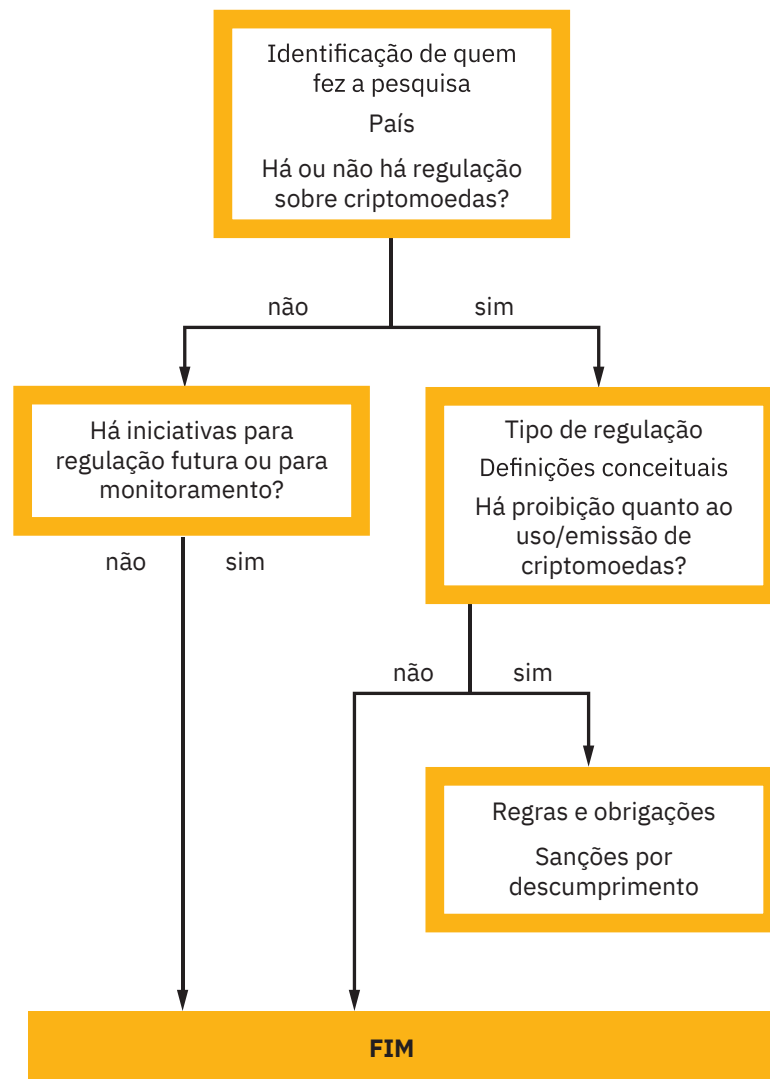 Identificação de quem
fez a pesquisa
País
Há ou não há regulação
sobre criptomoedas?
não
sim
Há iniciativas para
regulação futura ou para
monitoramento?
Tipo de regulação
Definições conceituais
Há proibição quanto ao
uso/emissão de
criptomoedas?
não
sim
não
sim
Regras e obrigações
Sanções por
descumprimento
FIM